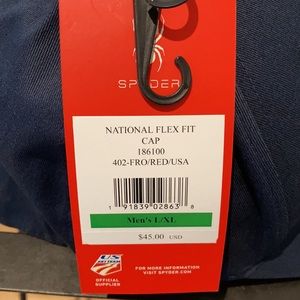 SPYDER
NATIONAL FLEX FIT
CAP
186100
402-FRO/RED/USA
1 91839 02863 8
Men's L/XL
$45.00 USD
US
SKI TEAM
OFFICIAL
SUPPLIER
FOR MORE INFORMATION
VISIT SPYDER.COM